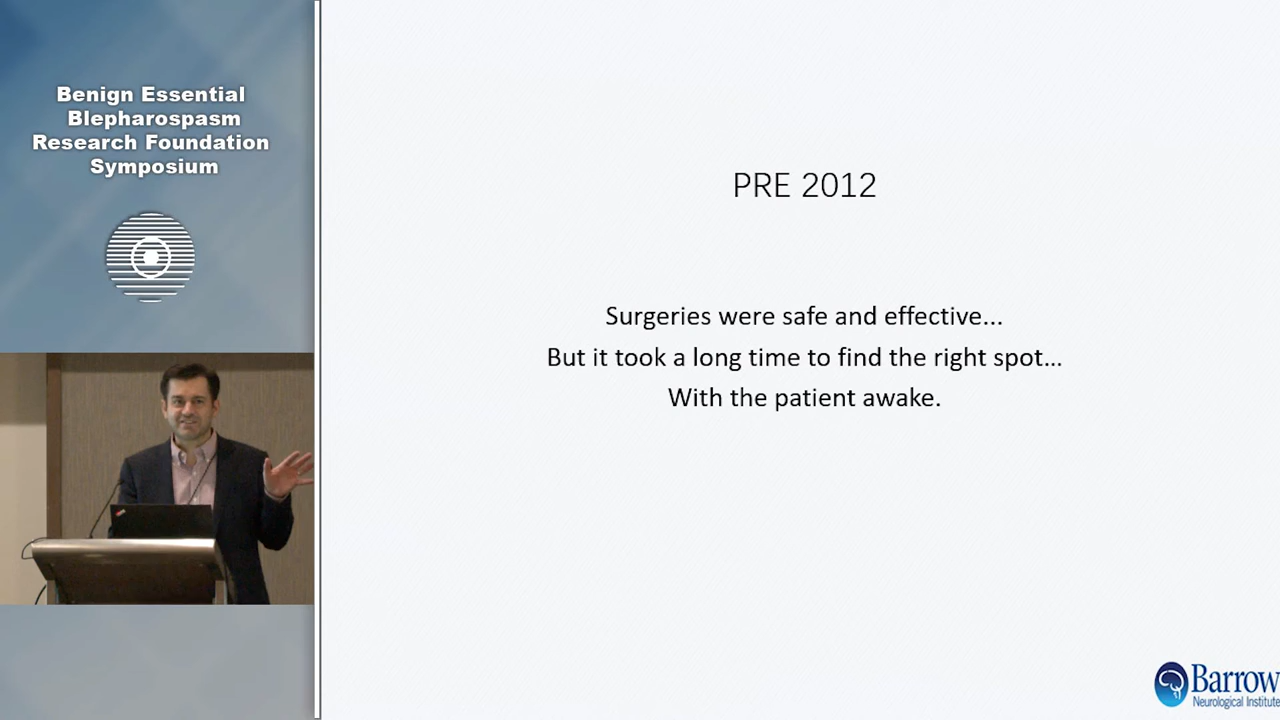 Benign Essential
Blepharospasm
Research Foundation
Symposium
PRE 2012
Surgeries were safe and effective...
But it took a long time to find the right spot...
With the patient awake.
Barrow
Neurological Institute